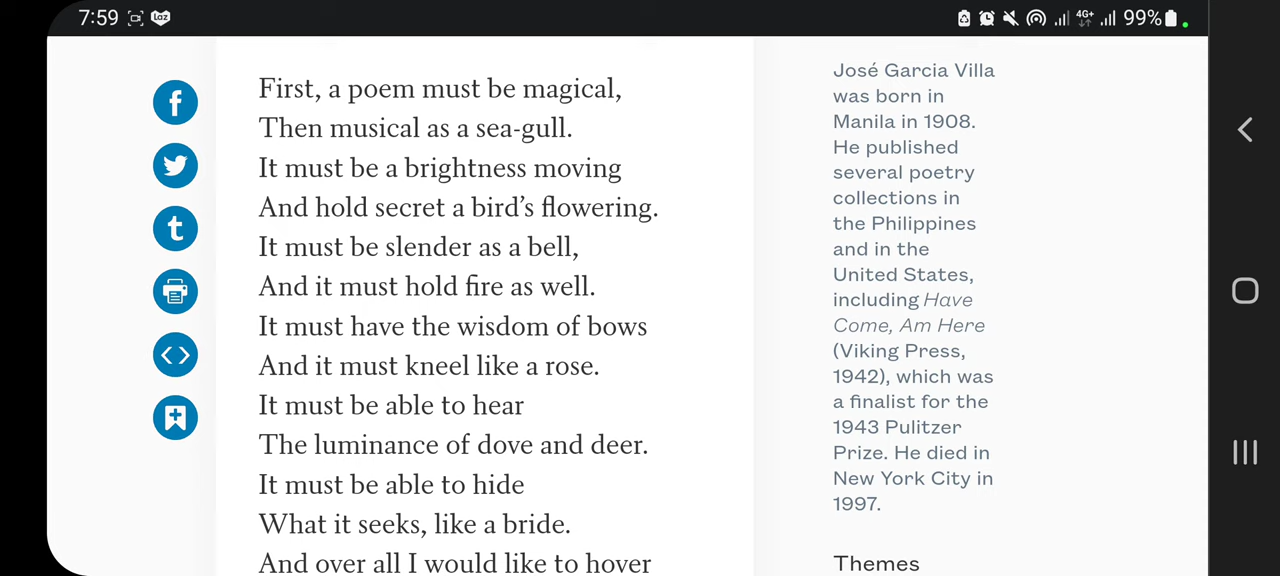 7:59 Laz 4G+ 99%
First, a poem must be magical,
Then musical as a sea-gull.
It must be a brightness moving
And hold secret a bird’s flowering.
It must be slender as a bell,
And it must hold fire as well.
It must have the wisdom of bows
And it must kneel like a rose.
It must be able to hear
The luminance of dove and deer.
It must be able to hide
What it seeks, like a bride.
And over all I would like to hover
José Garcia Villa
was born in
Manila in 1908.
He published
several poetry
collections in
the Philippines
and in the
United States,
including Have
Come, Am Here
(Viking Press,
1942), which was
a finalist for the
1943 Pulitzer
Prize. He died in
New York City in
1997.
Themes